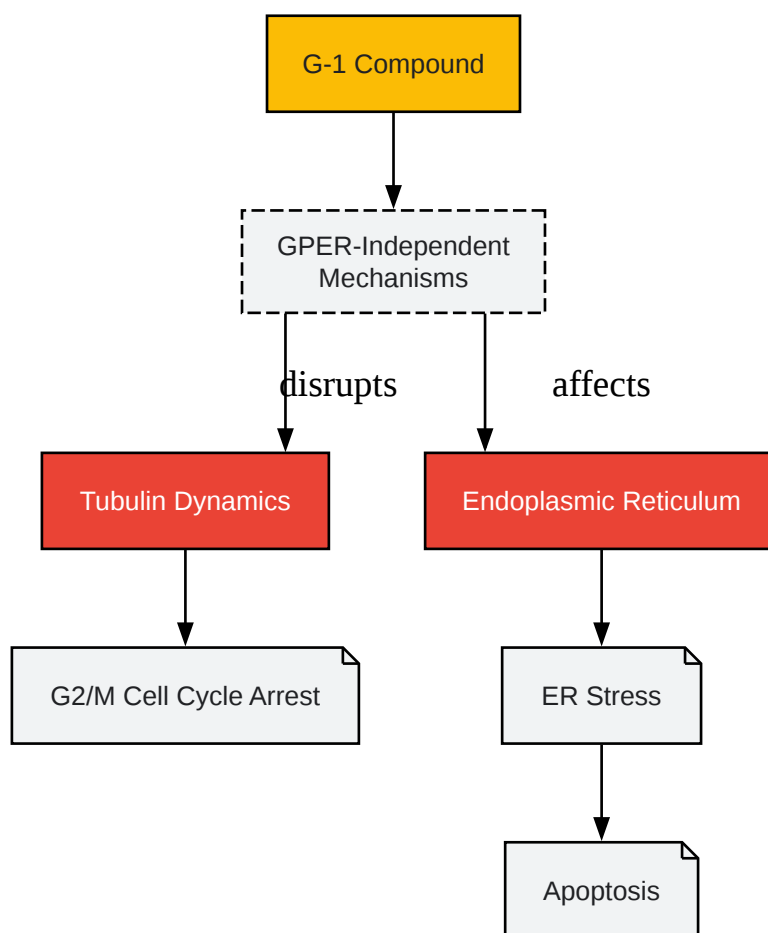 G-1 Compound
GPER-Independent
Mechanisms
disrupts
affects
Tubulin Dynamics
Endoplasmic Reticulum
G2/M Cell Cycle Arrest
ER Stress
Apoptosis